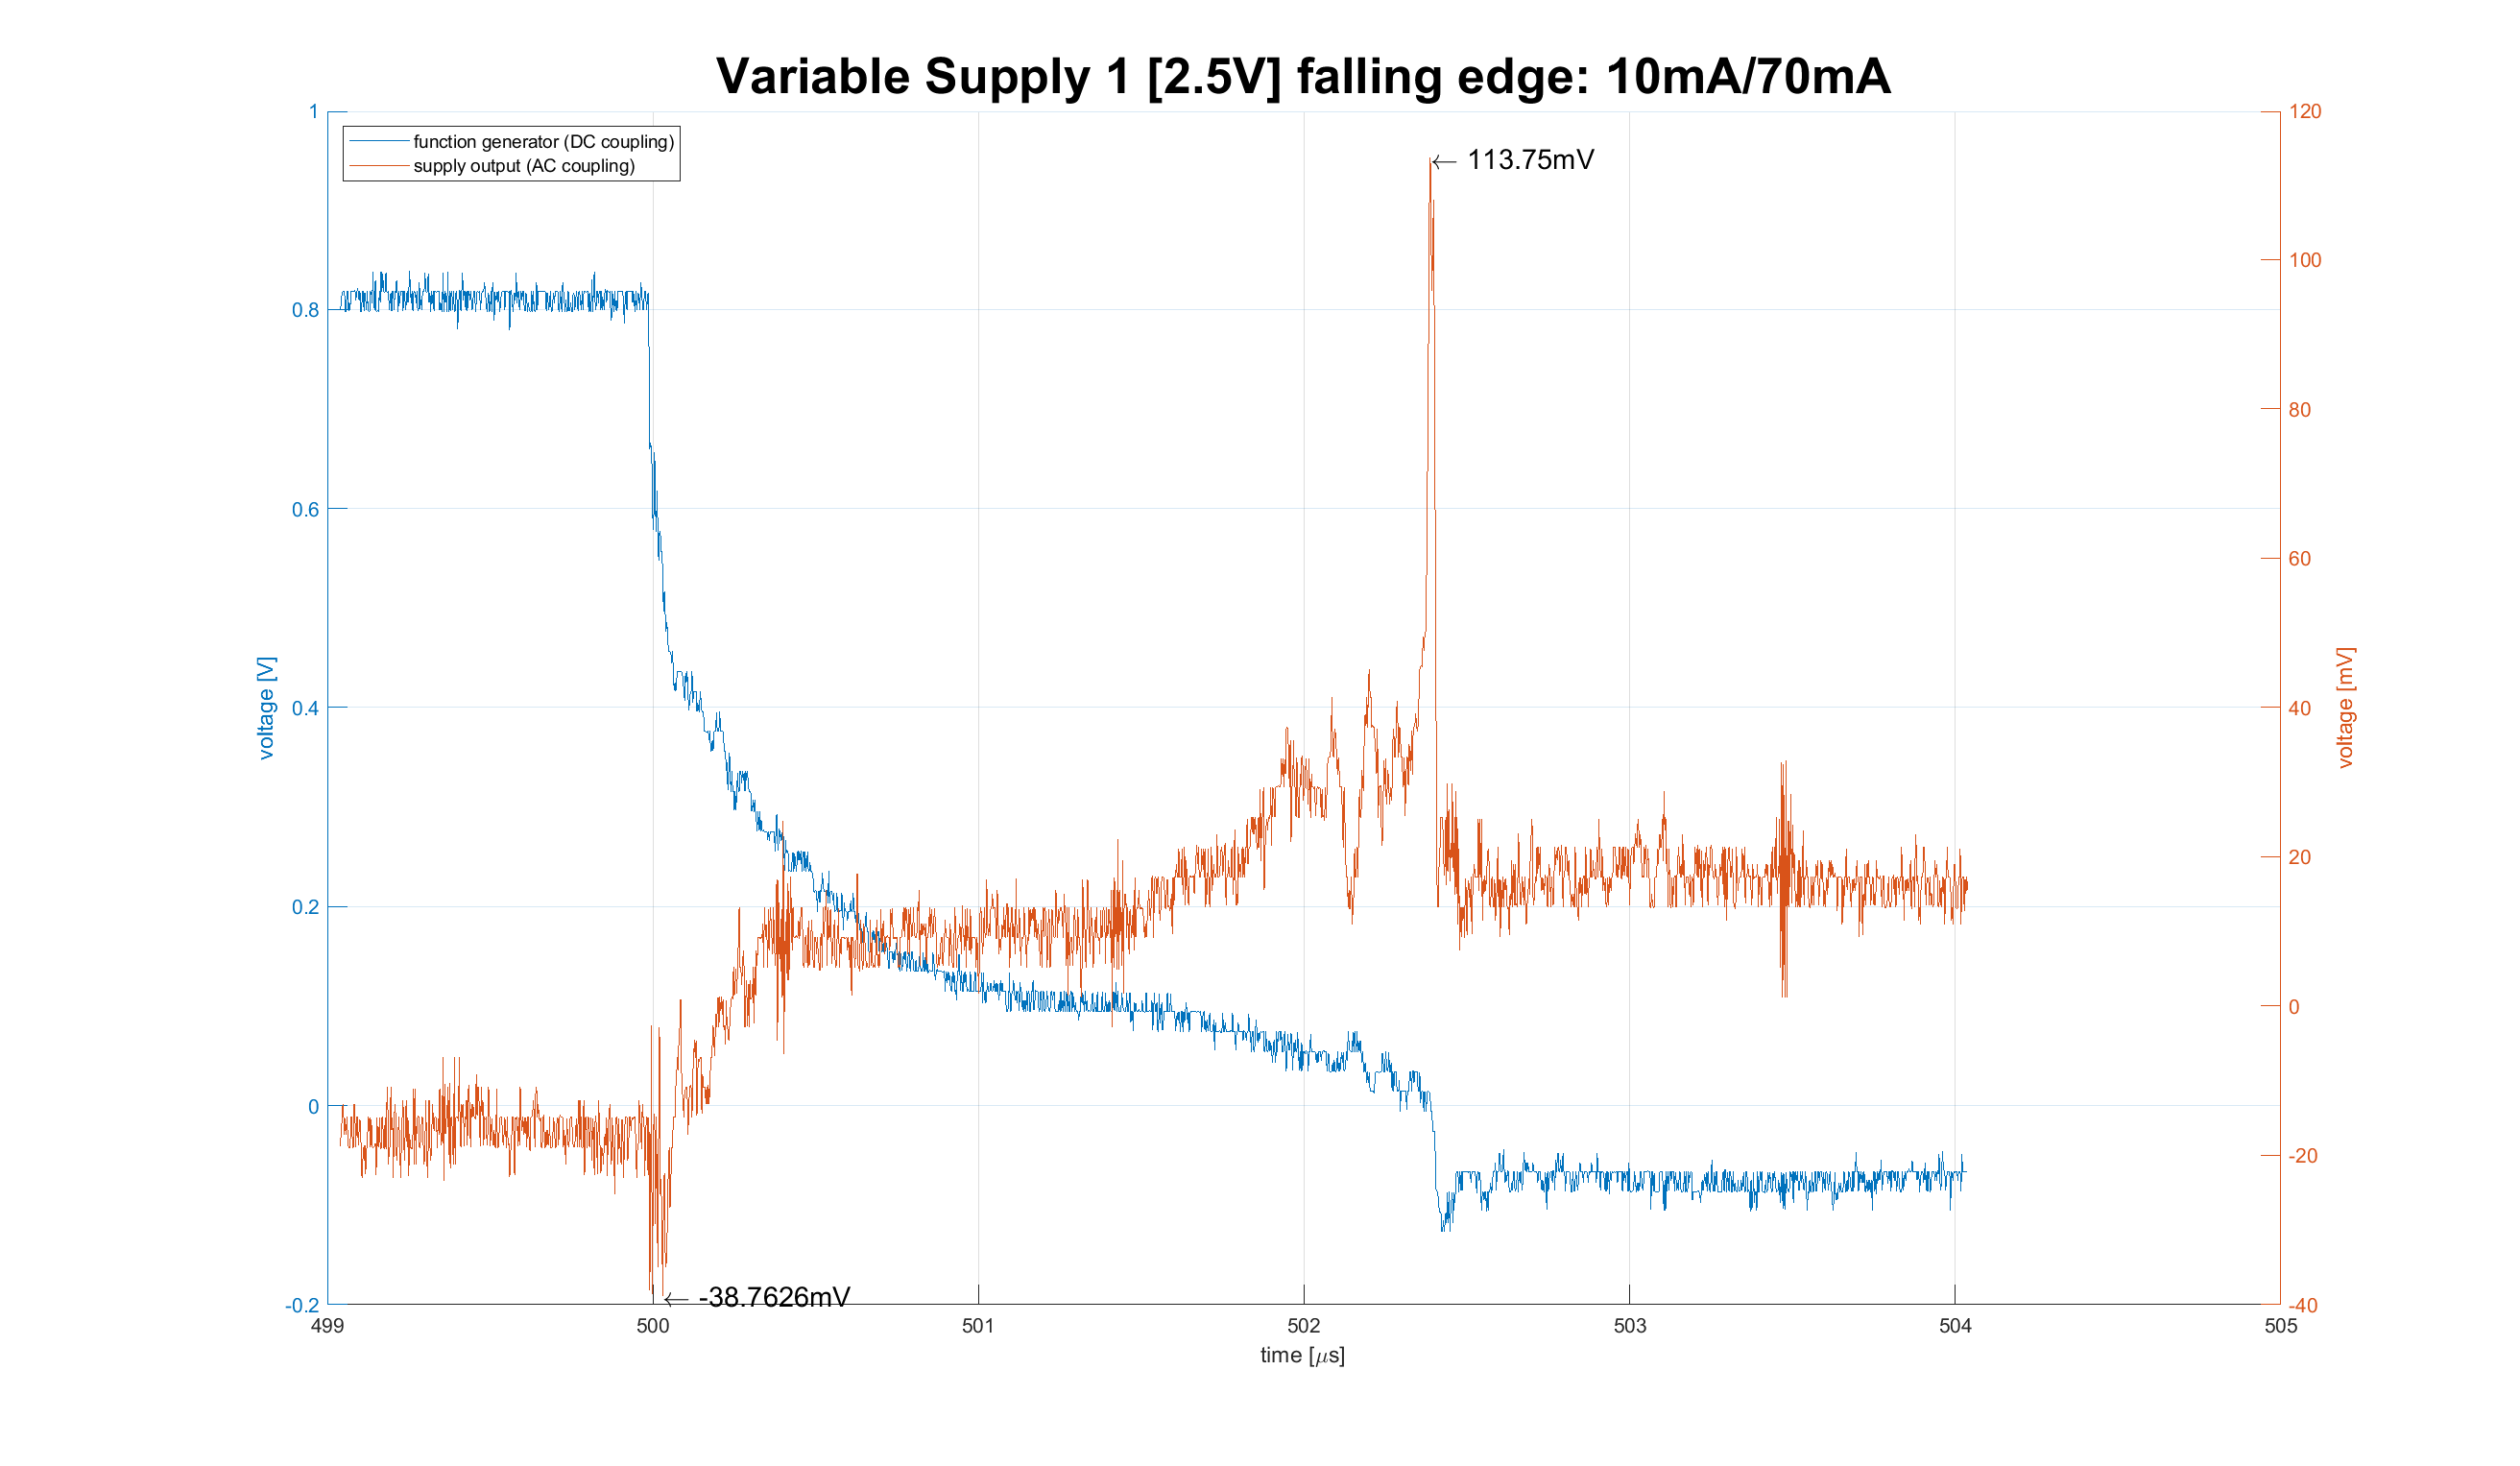 Variable Supply 1 [2.5V] falling edge: 10mA/70mA
function generator (DC coupling)
supply output (AC coupling)
← 113.75mV
← -38.7626mV
voltage [V]
1
0.8
0.6
0.4
0.2
0
-0.2
voltage [mV]
120
100
80
60
40
20
0
-20
-40
499 500 501 502 503 504 505
time [μs]